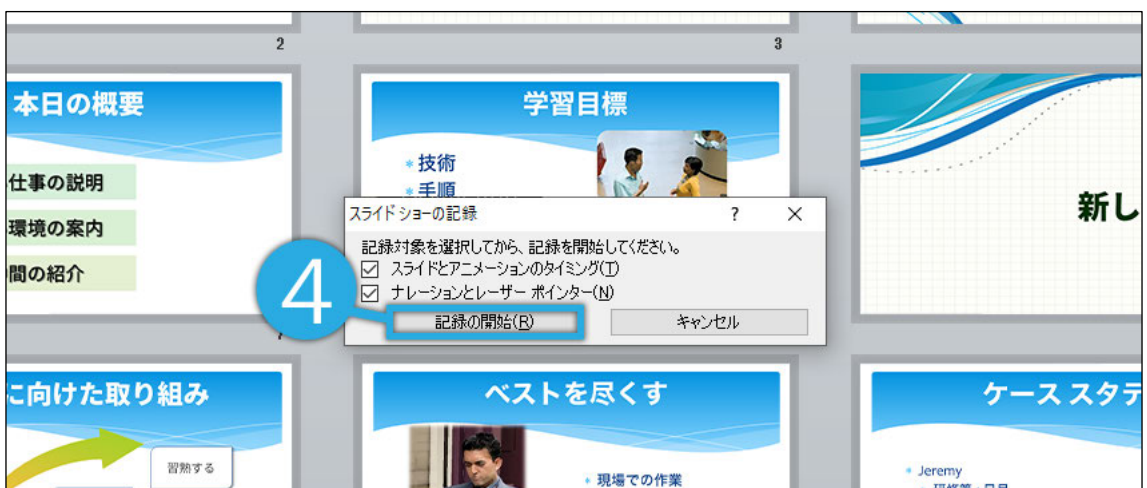 2
3
本日の概要
仕事の説明
環境の案内
間の紹介
学習目標
* 技術
* 手順
新し
スライド ショーの記録
?
×
記録対象を選択してから、記録を開始してください。
スライドとアニメーションのタイミング(T)
ナレーションとレーザー ポインター(N)
4
記録の開始(R)
キャンセル
に向けた取り組み
習熟する
ベストを尽くす
* 現場での作業
ケース スタデ
* Jeremy